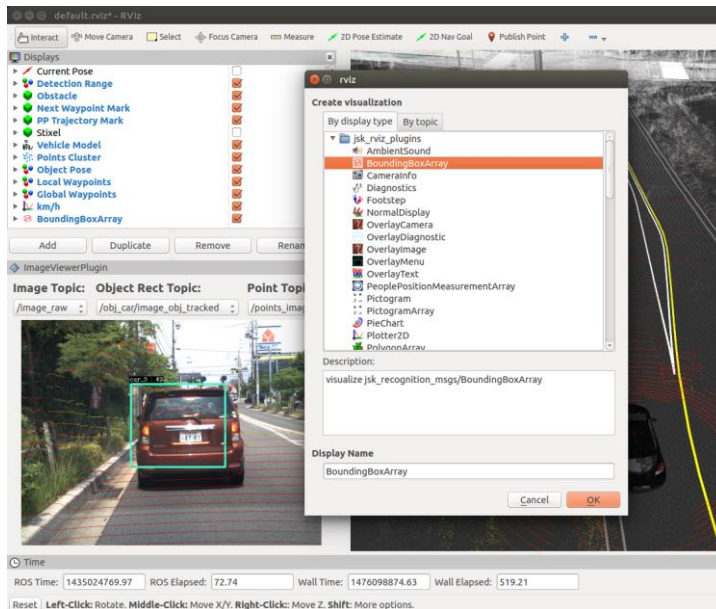 default.rviz* - RViz
Interact Move Camera Select Focus Camera Measure 2D Pose Estimate 2D Nav Goal Publish Point
Displays
Current Pose
Detection Range
Obstacle
Next Waypoint Mark
PP Trajectory Mark
Stixel
Vehicle Model
Points Cluster
Object Pose
Local Waypoints
Global Waypoints
km/h
BoundingBoxArray
Add Duplicate Remove Renam
ImageViewerPlugin
Image Topic: Object Rect Topic: Point Topi
/image_raw /obj_car/image_obj_tracked /points_imag
rviz
Create visualization
By display type By topic
jsk_rviz_plugins
AmbientSound
BoundingBoxArray
CameraInfo
Diagnostics
Footstep
NormalDisplay
OverlayCamera
OverlayDiagnostic
OverlayImage
OverlayMenu
OverlayText
PeoplePositionMeasurementArray
Pictogram
PictogramArray
PieChart
Plotter2D
PolygonArray
Description:
visualize jsk_recognition_msgs/BoundingBoxArray
Display Name
BoundingBoxArray
Cancel OK
Time
ROS Time: 1435024769.97 ROS Elapsed: 72.74 Wall Time: 1476098874.63 Wall Elapsed: 519.21
Reset Left-Click: Rotate. Middle-Click: Move X/Y. Right-Click:: Move Z. Shift: More options.